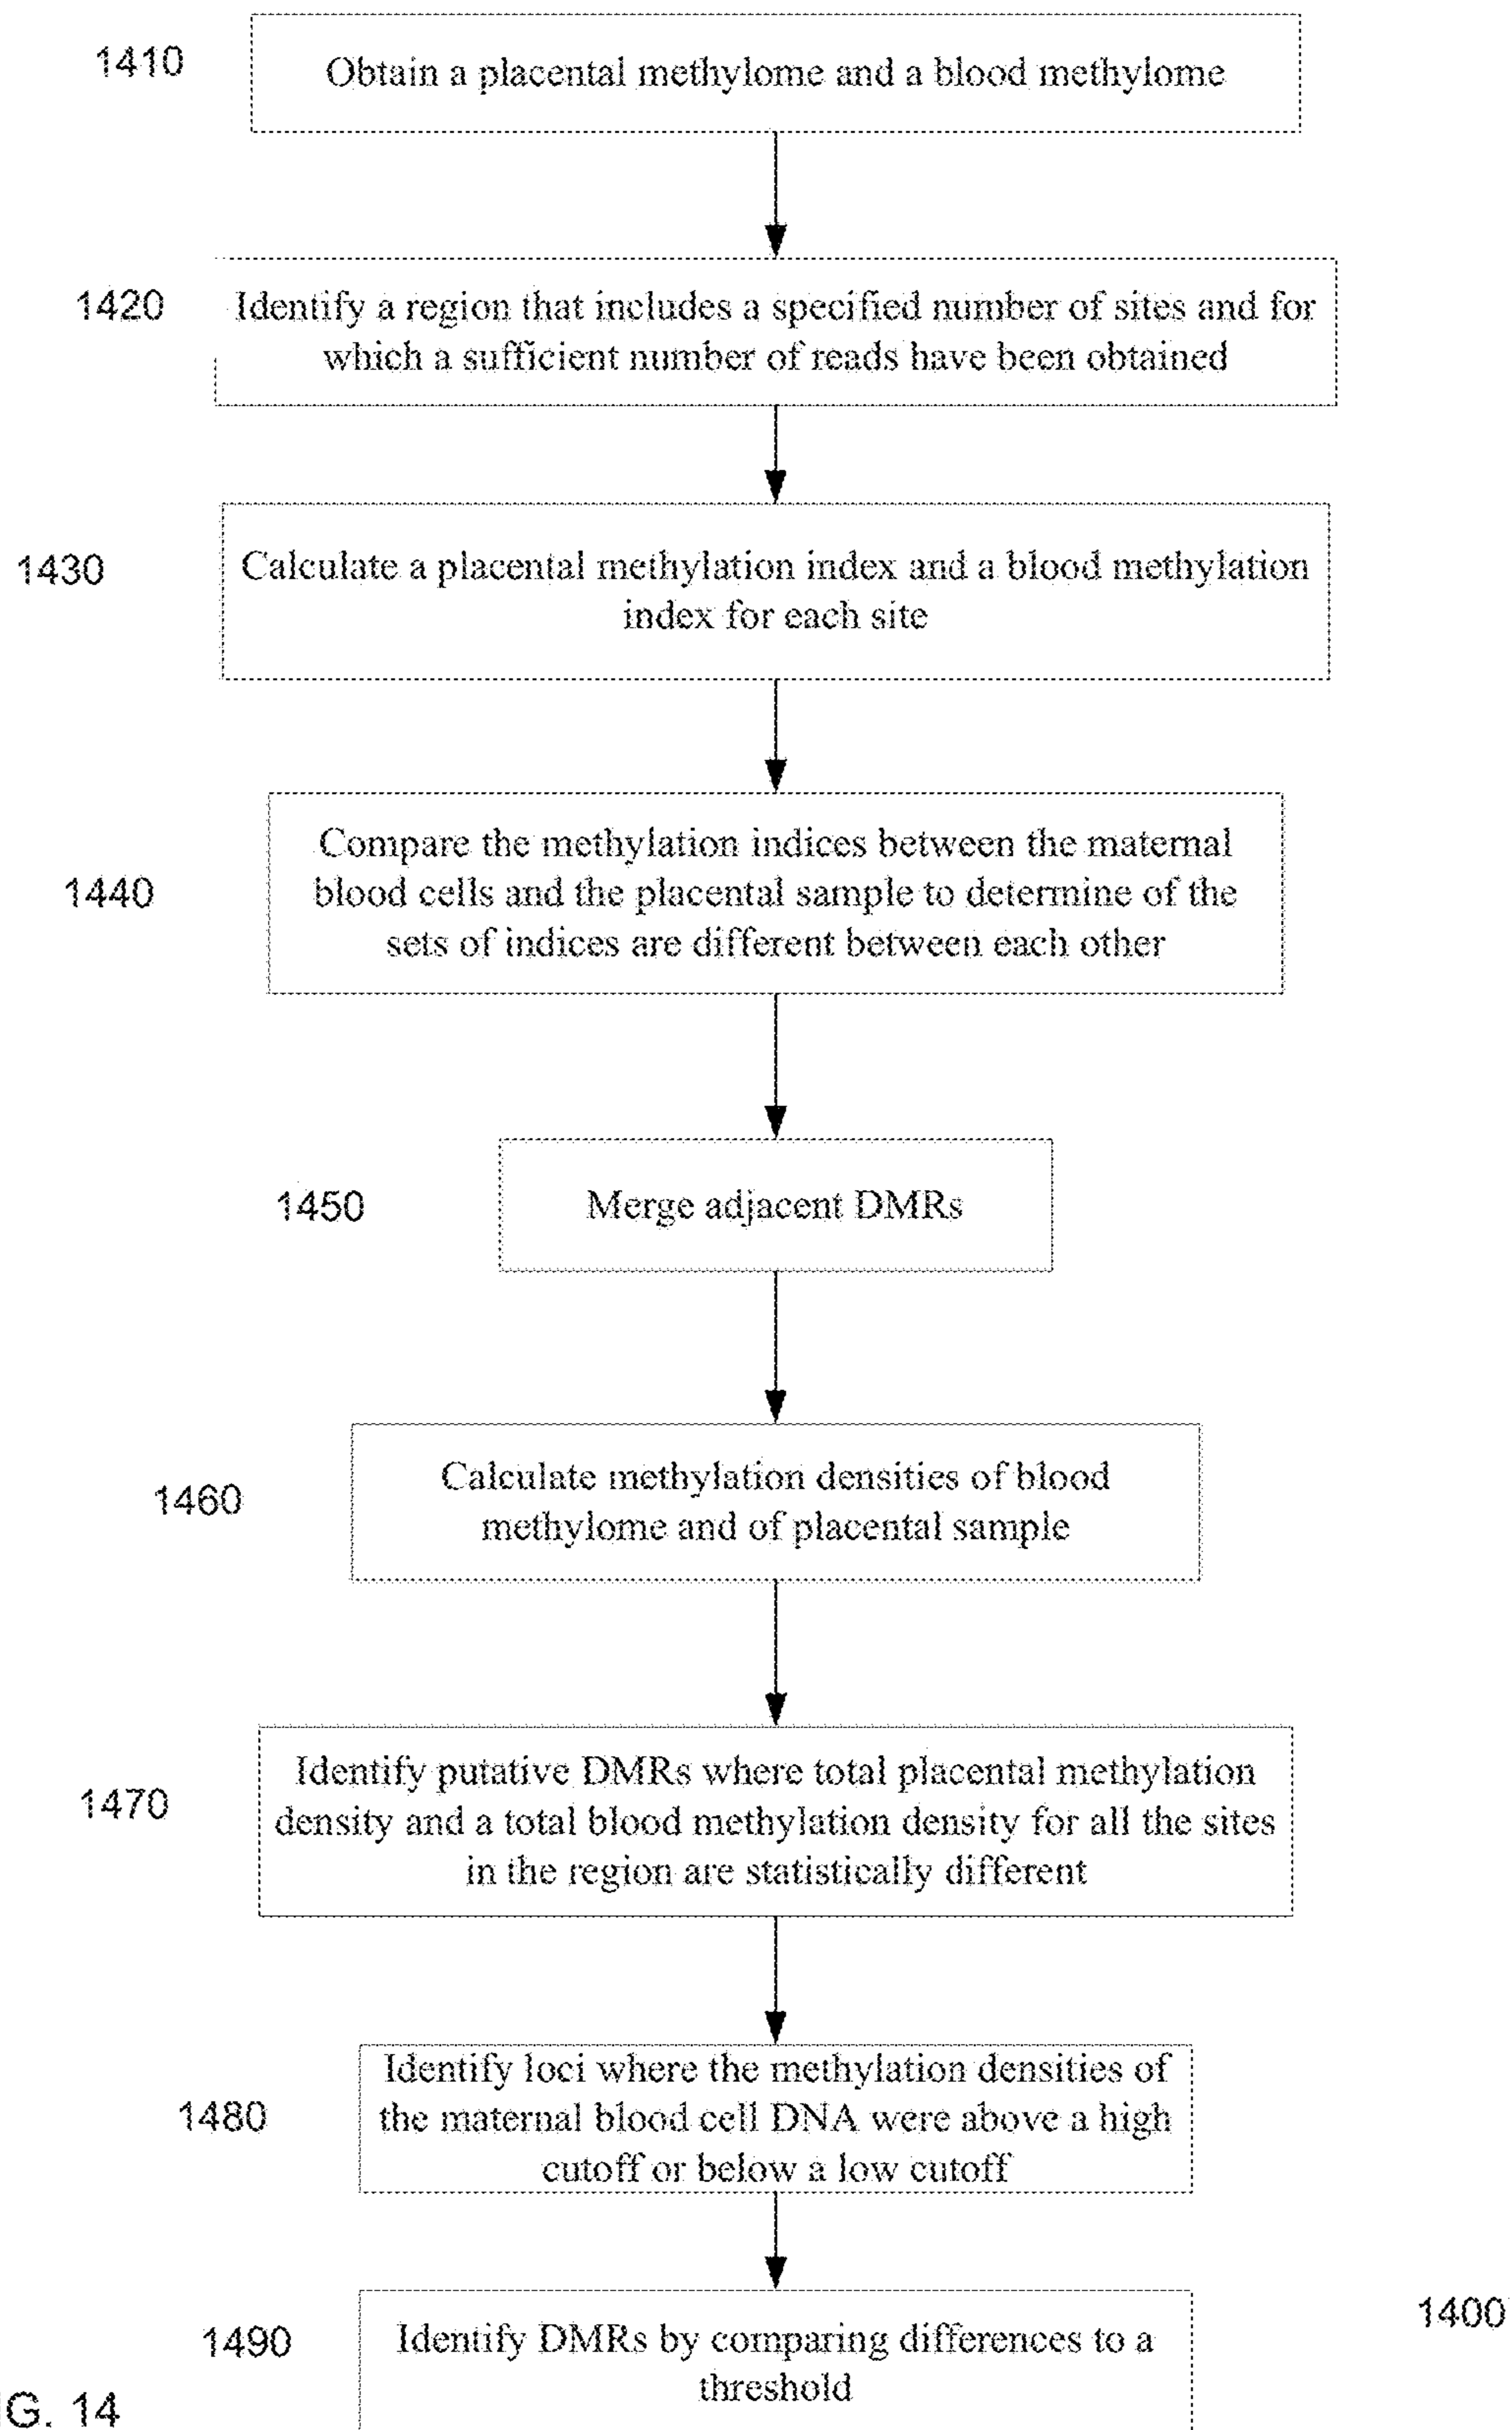 1410
Obtain a placental methylome and a blood methylome
1420
Identify a region that includes a specified number of sites and for
which a sufficient number of reads have been obtained
1430
Calculate a placental methylation index and a blood methylation
index for each site
1440
Compare the methylation indices between the maternal
blood cells and the placental sample to determine of the
sets of indices are different between each other
1450
Merge adjacent DMRs
1460
Calculate methylation densities of blood
methylome and of placental sample
1470
Identify putative DMRs where total placental methylation
density and a total blood methylation density for all the sites
in the region are statistically different
1480
Identify loci where the methylation densities of
the maternal blood cell DNA were above a high
cutoff or below a low cutoff
1490
Identify DMRs by comparing differences to a
threshold
1400
G. 14